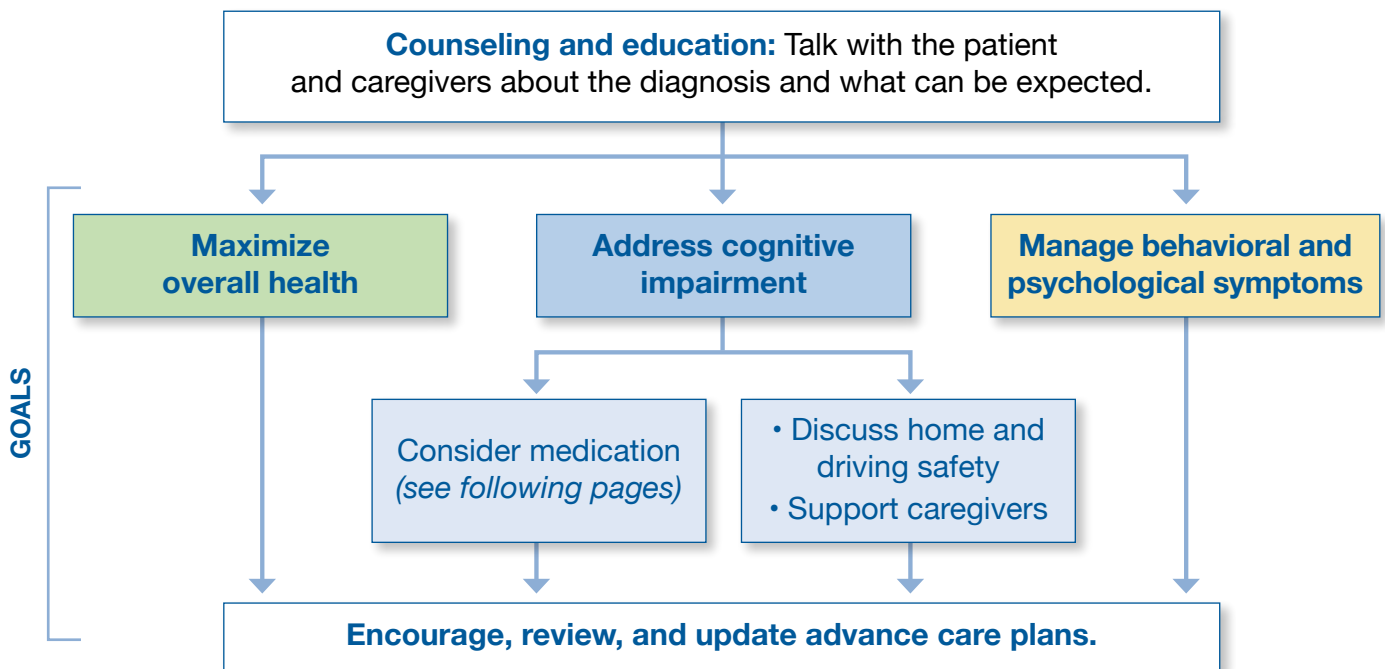 Counseling and education: Talk with the patient
and caregivers about the diagnosis and what can be expected.
GOALS
Maximize
overall health
Address cognitive
impairment
Manage behavioral and
psychological symptoms
Consider medication
(see following pages)
• Discuss home and
driving safety
• Support caregivers
Encourage, review, and update advance care plans.